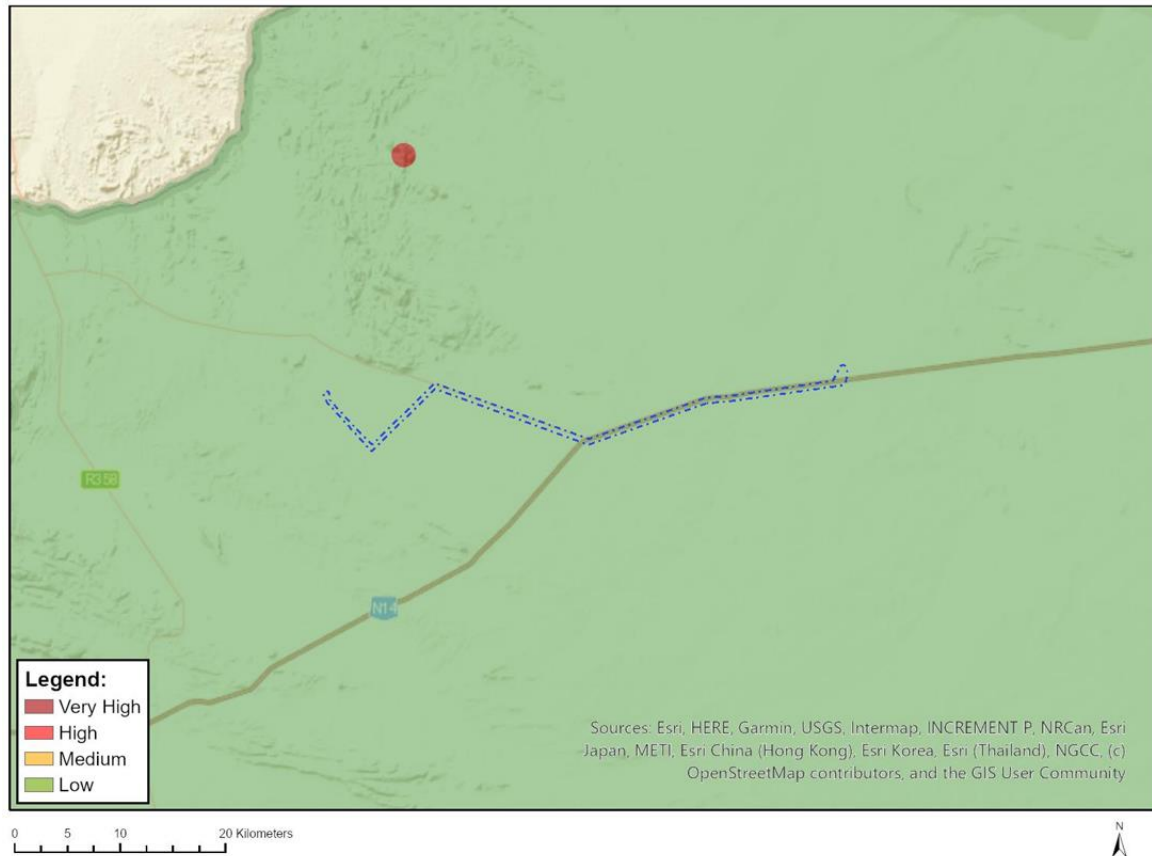 R358
N14
Legend:
Very High
High
Medium
Low
Sources: Esri, HERE, Garmin, USGS, Intermap, INCREMENT P, NRCan, Esri
Japan, METI, Esri China (Hong Kong), Esri Korea, Esri (Thailand), NGCC, (c)
OpenStreetMap contributors, and the GIS User Community
0 5 10 20 Kilometers
N